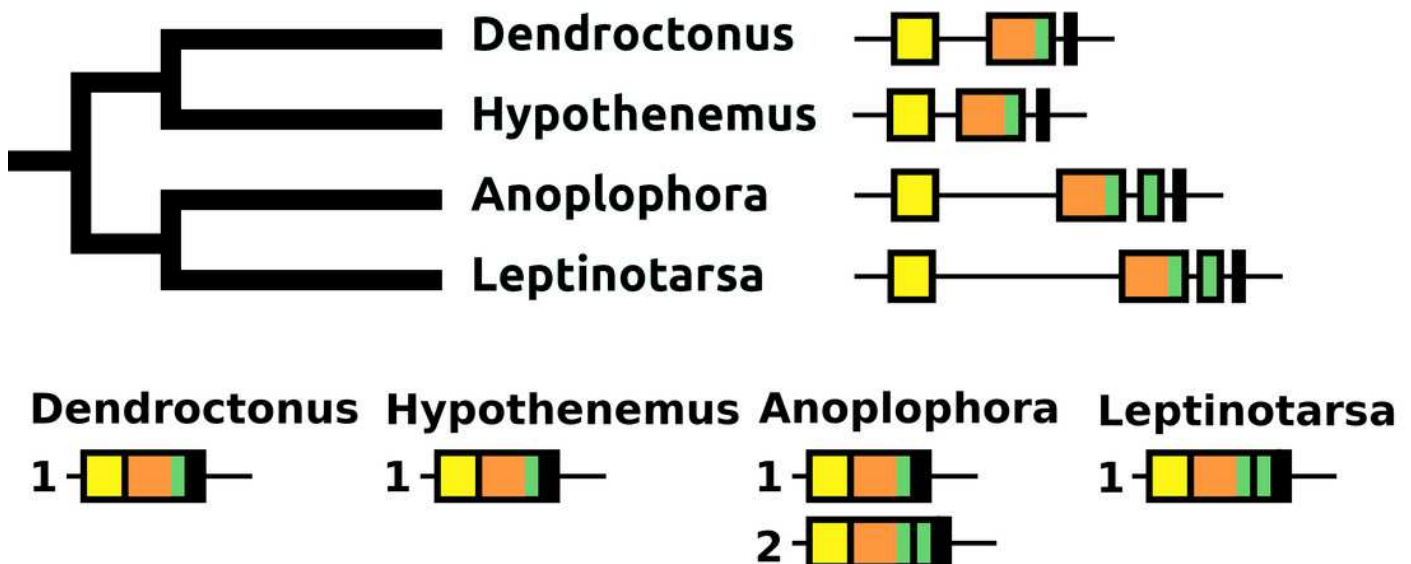 Dendroctonus
Hypothenemus
Anoplophora
Leptinotarsa
Dendroctonus Hypothenemus Anoplophora Leptinotarsa
1 1 1 1
2